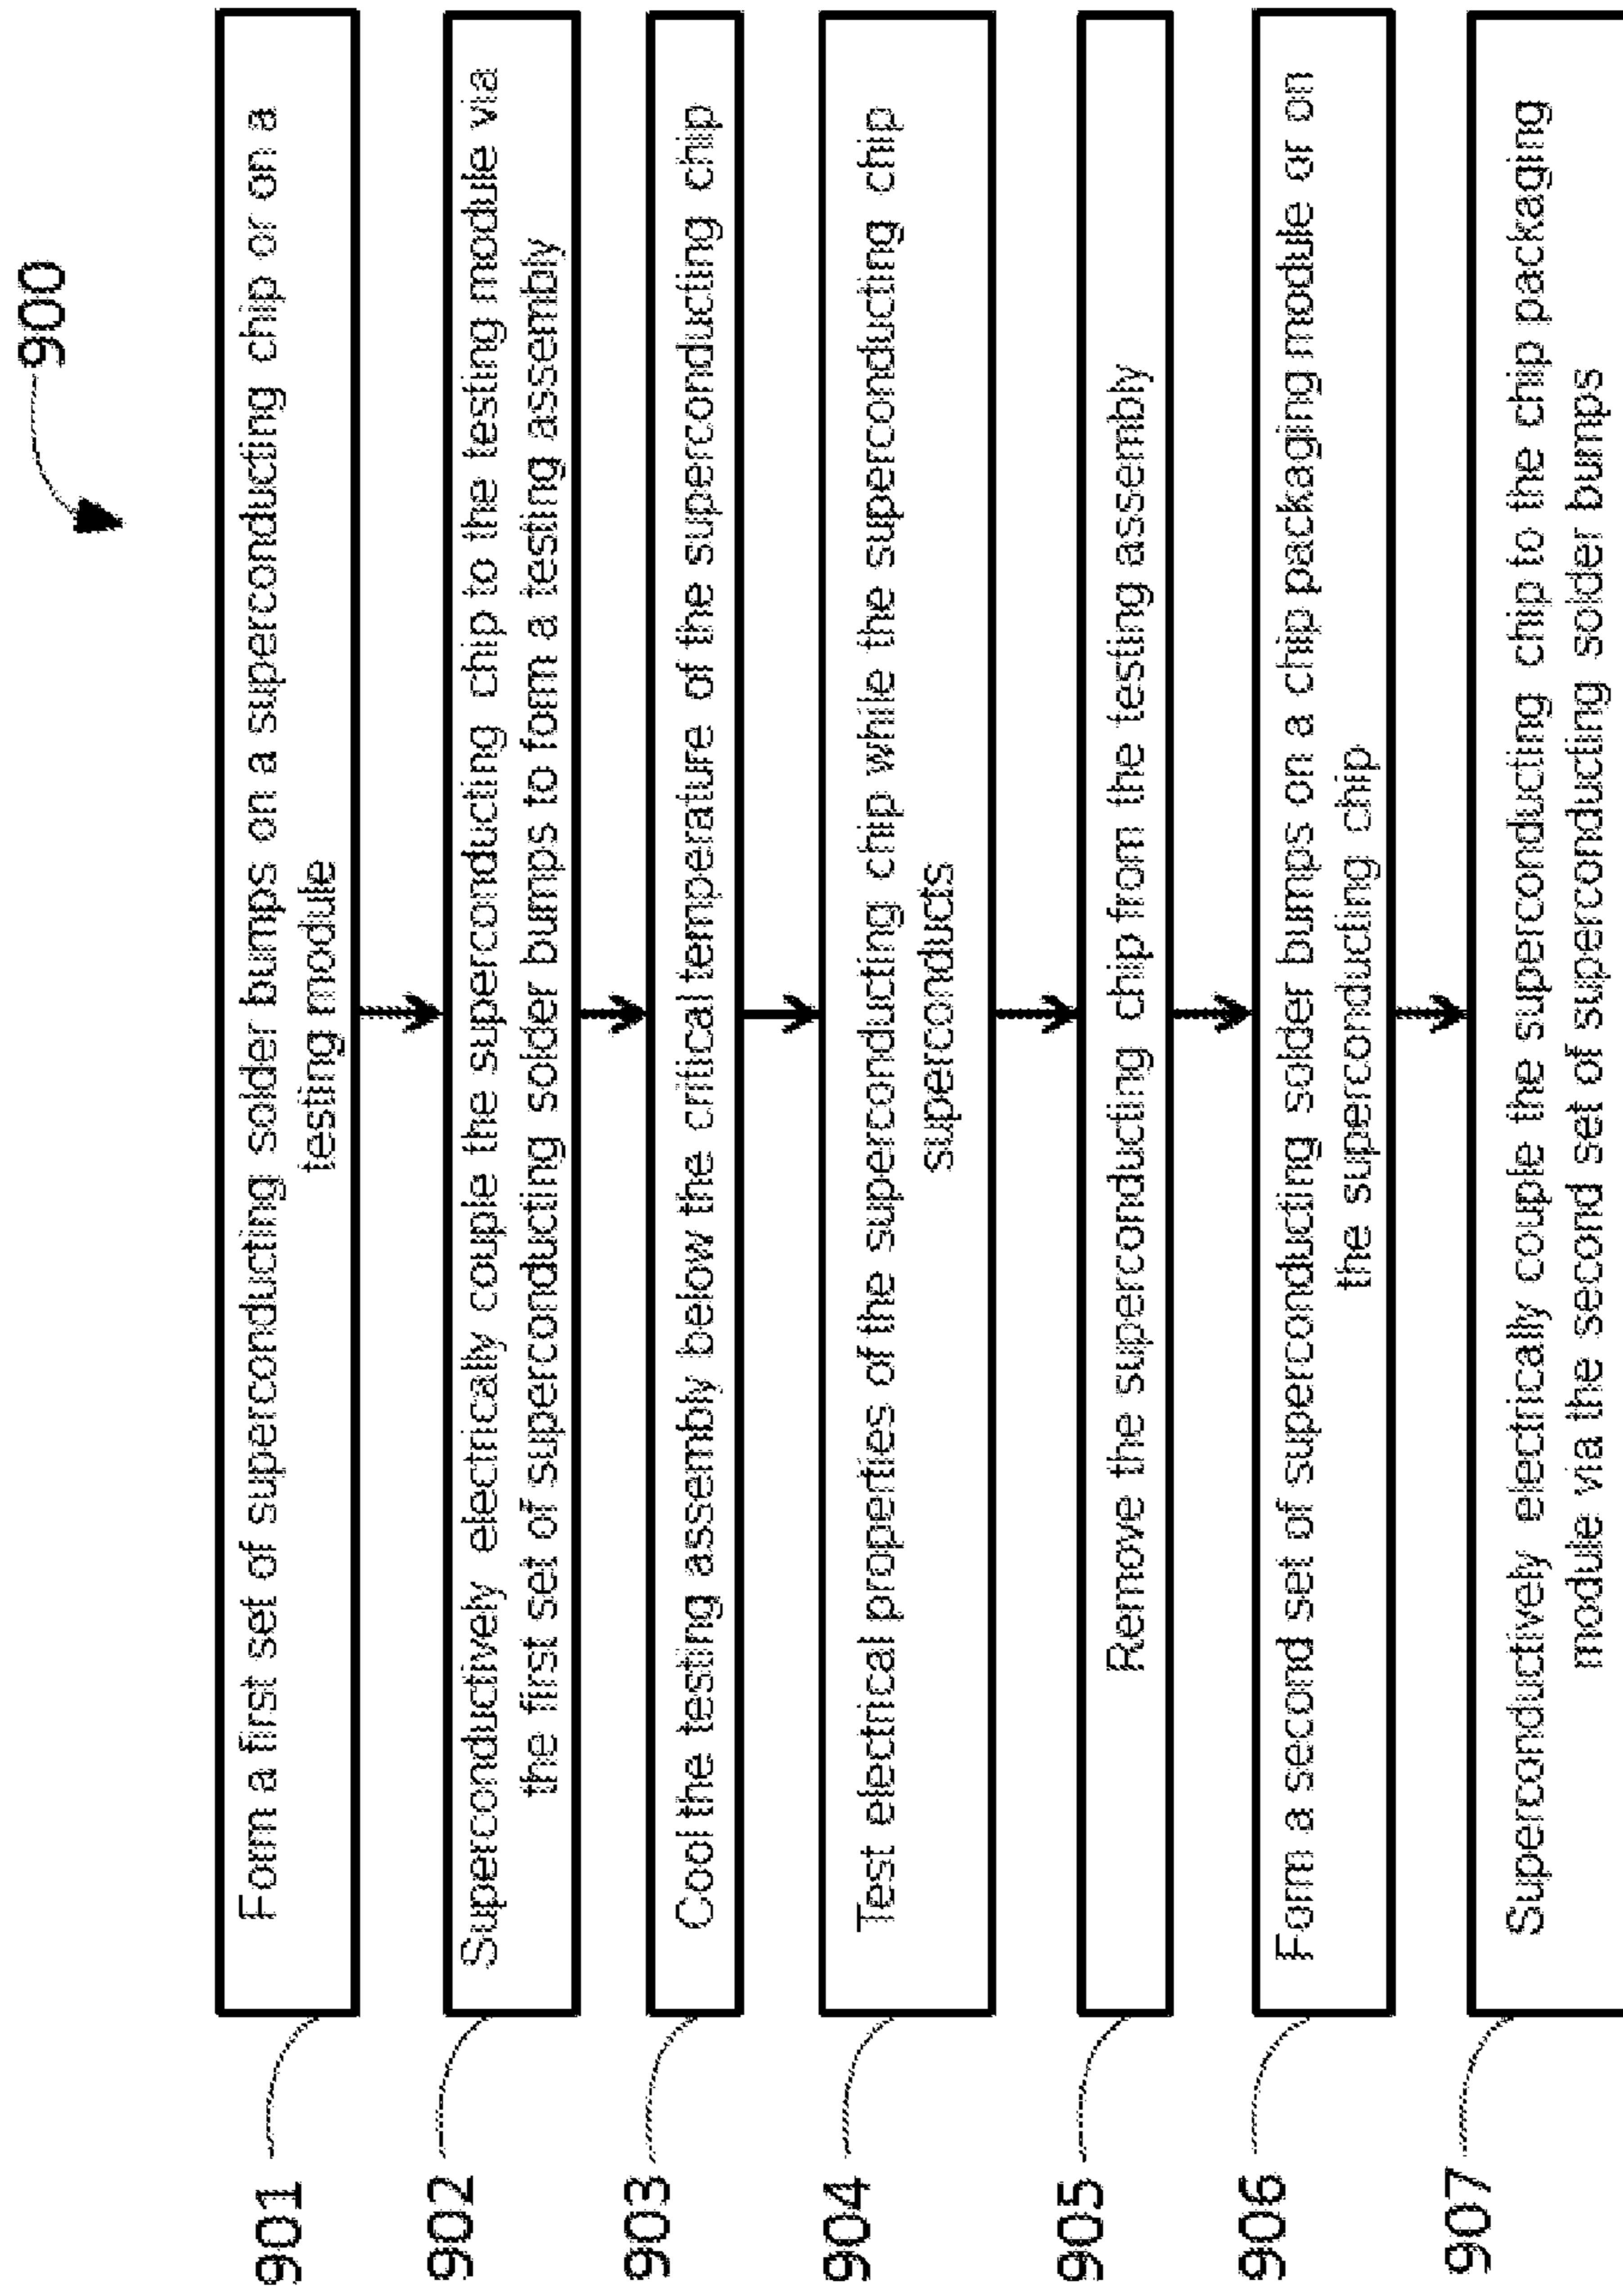 900
901
Form a first set of superconducting solder bumps on a superconducting chip or on a
testing module
902
Superconductively electrically couple the superconducting chip to the testing module via
the first set of superconducting solder bumps to form a testing assembly
903
Cool the testing assembly below the critical temperature of the superconducting chip
904
Test electrical properties of the superconducting chip while the superconducting chip
superconducts
905
Remove the superconducting chip from the testing assembly
906
Form a second set of superconducting solder bumps on a chip packaging module or on
the superconducting chip
907
Superconductively electrically couple the superconducting chip to the chip packaging
module via the second set of superconducting solder bumps